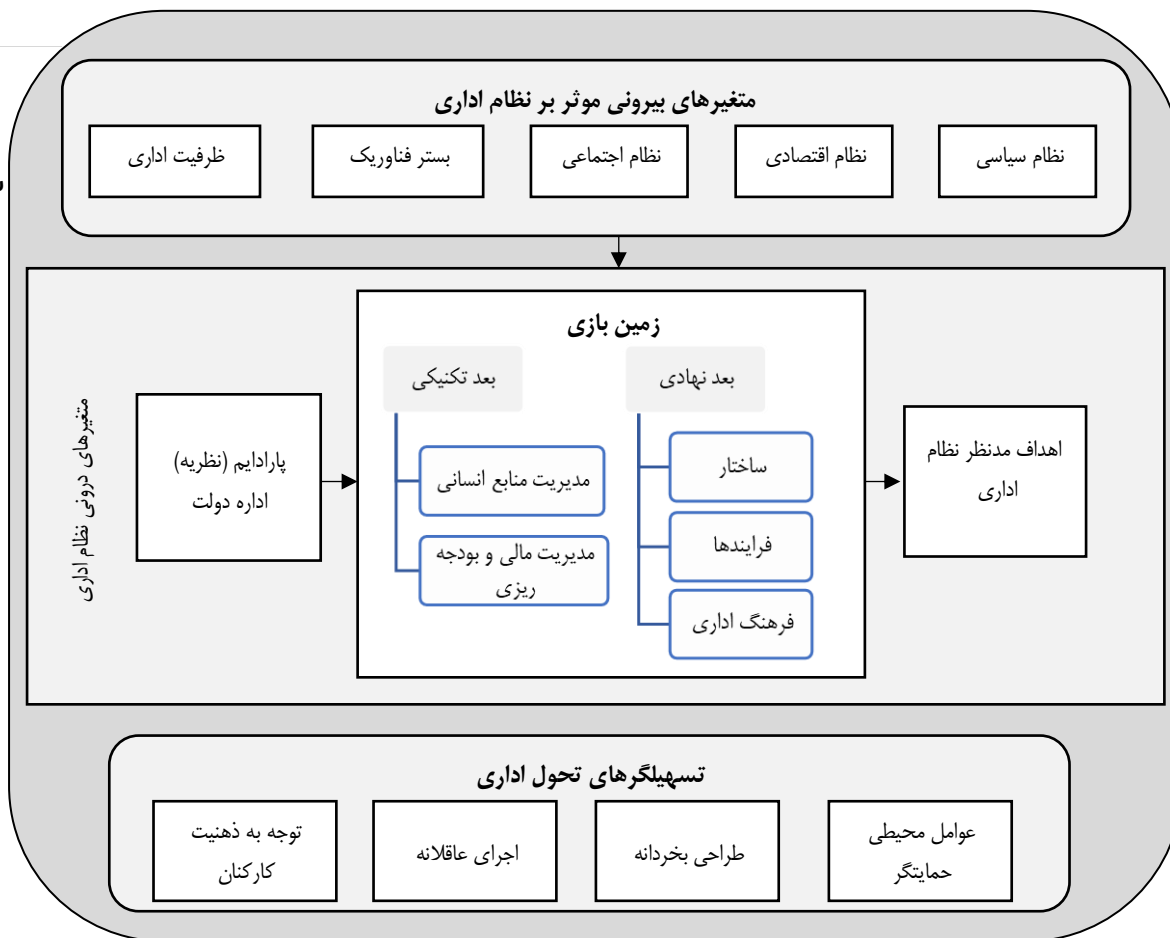 متغیرهای بیرونی موثر بر نظام اداری
نظام سیاسی
نظام اقتصادی
نظام اجتماعی
بستر فناوریک
ظرفیت اداری
متغیرهای درونی نظام اداری
پارادایم (نظریه)
اداره دولت
زمین بازی
بعد نهادی
ساختار
فرایندها
فرهنگ اداری
بعد تکنیکی
مدیریت منابع انسانی
مدیریت مالی و بودجه
ریزی
اهداف مدنظر نظام
اداری
تسهیلگرهای تحول اداری
عوامل محیطی
حمایتگر
طراحی بخردانه
اجرای عاقلانه
توجه به ذهنیت
کارکنان